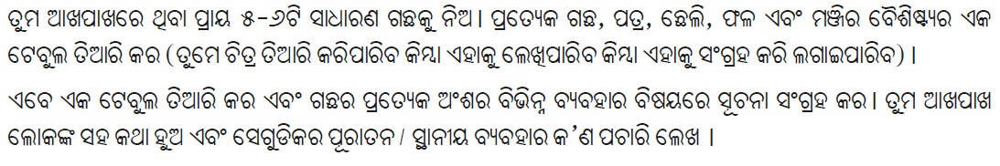 ତୁମ ଆଖପାଖରେ ଥିବା ପ୍ରାୟ ୫-୬ଟି ସାଧାରଣ ଗଛକୁ ନିଅ। ପ୍ରତ୍ୟେକ ଗଛ, ପତ୍ର, ଛେଲି, ଫଳ ଏବଂ ମଞ୍ଜିର ବୈଶିଷ୍ଟ୍ୟର ଏକ
ଟେବୁଲ ତିଆରି କର (ତୁମେ ଚିତ୍ର ତିଆରି କରିପାରିବ କିମ୍ବା ଏହାକୁ ଲେଖିପାରିବ କିମ୍ବା ଏହାକୁ ସଂଗ୍ରହ କରି ଲଗାଇପାରିବ) ।
ଏବେ ଏକ ଟେବୁଲ ତିଆରି କର ଏବଂ ଗଛର ପ୍ରତ୍ୟେକ ଅଂଶର ବିଭିନ୍ନ ବ୍ୟବହାର ବିଷୟରେ ସୂଚନା ସଂଗ୍ରହ କର। ତୁମ ଆଖପାଖ
ଲୋକଙ୍କ ସହ କଥା ହୁଅ ଏବଂ ସେଗୁଡିକର ପୂରାତନ / ସ୍ଥାନୀୟ ବ୍ୟବହାର କ'ଣ ପଚାରି ଲେଖ ।